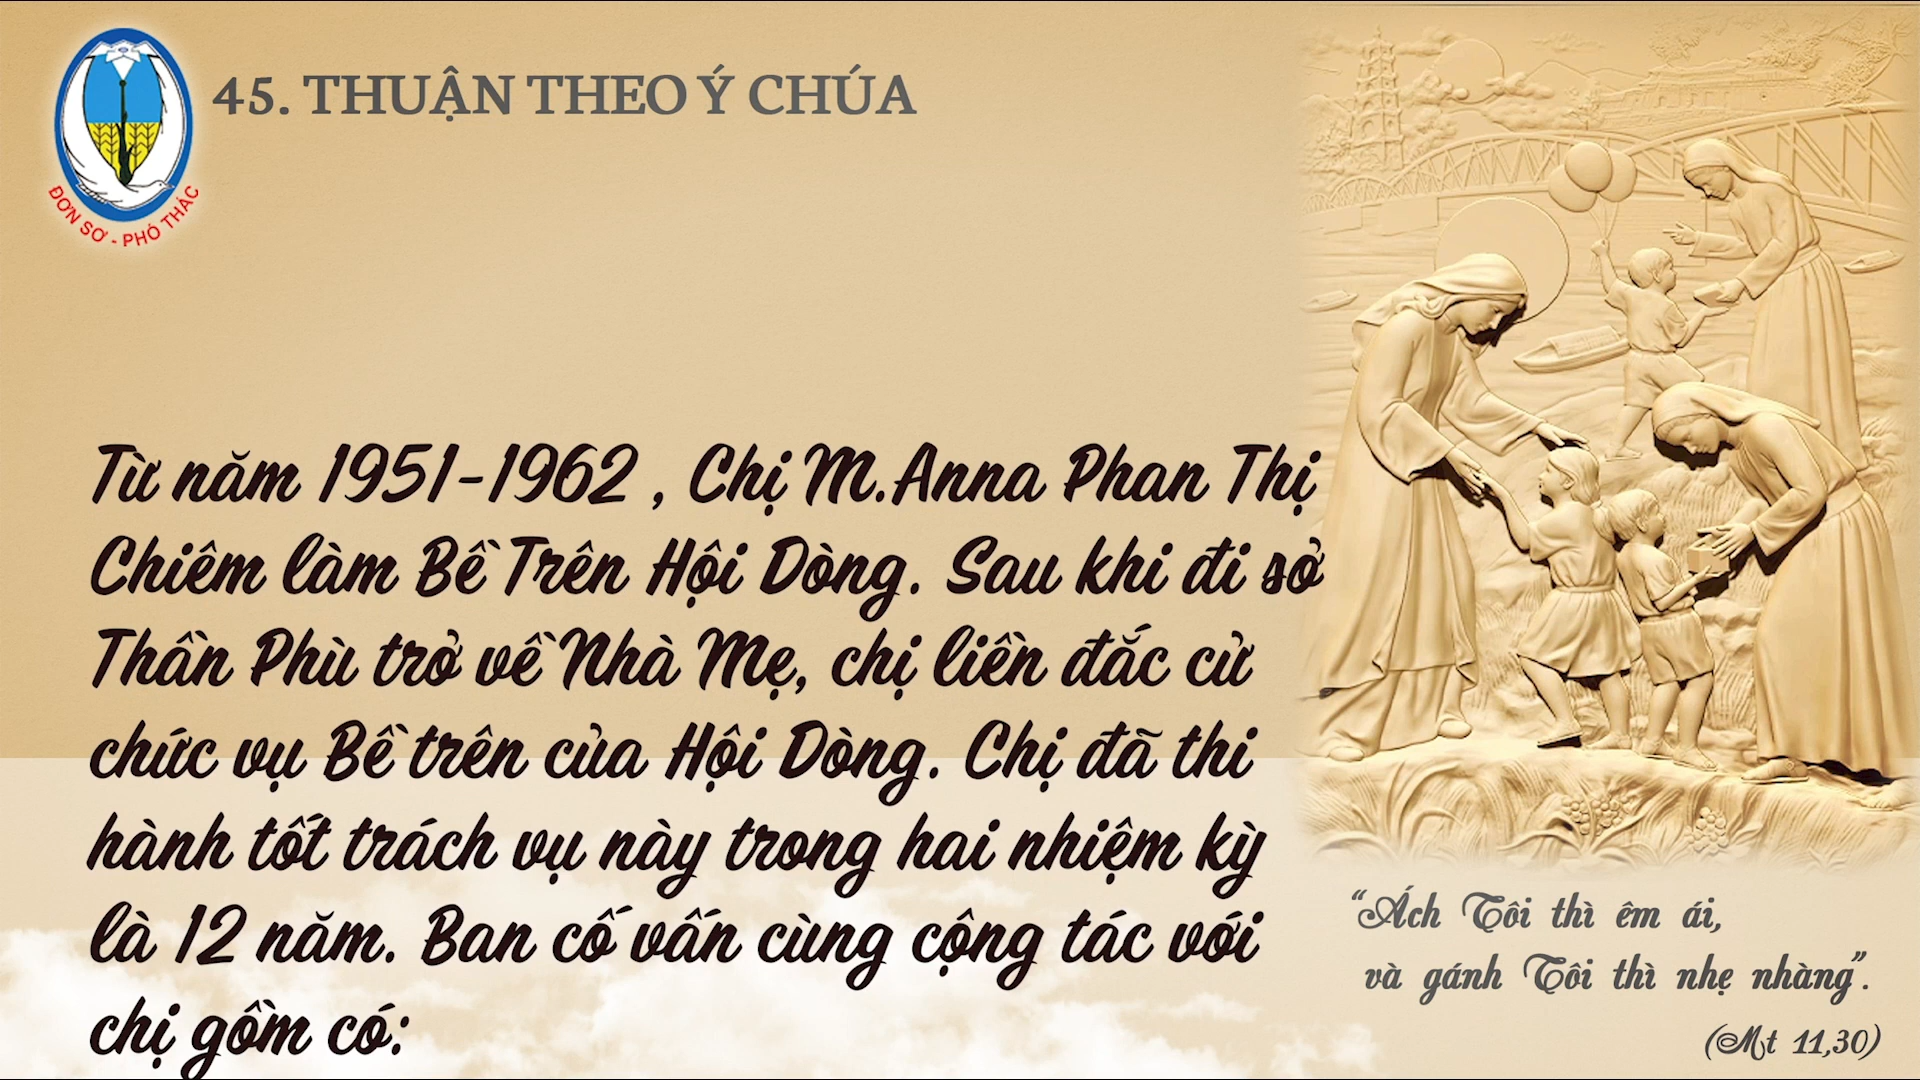 45. THUẬN THEO Ý CHÚA
ĐƠN SƠ - PHÓ THÁC
Từ năm 1951-1962 , Chị M.Anna Phan Thị
Chiêm làm Bề Trên Hội Dòng. Sau khi đi sở
Thần Phù trở về Nhà Mẹ, chị liền đắc cử
chức vụ Bề trên của Hội Dòng. Chị đã thi
hành tốt trách vụ này trong hai nhiệm kỳ
là 12 năm. Ban cố vấn cùng cộng tác với
chị gồm có:
“Ách Tôi thì êm ái,
và gánh Tôi thì nhẹ nhàng”.
(Mt 11,30)